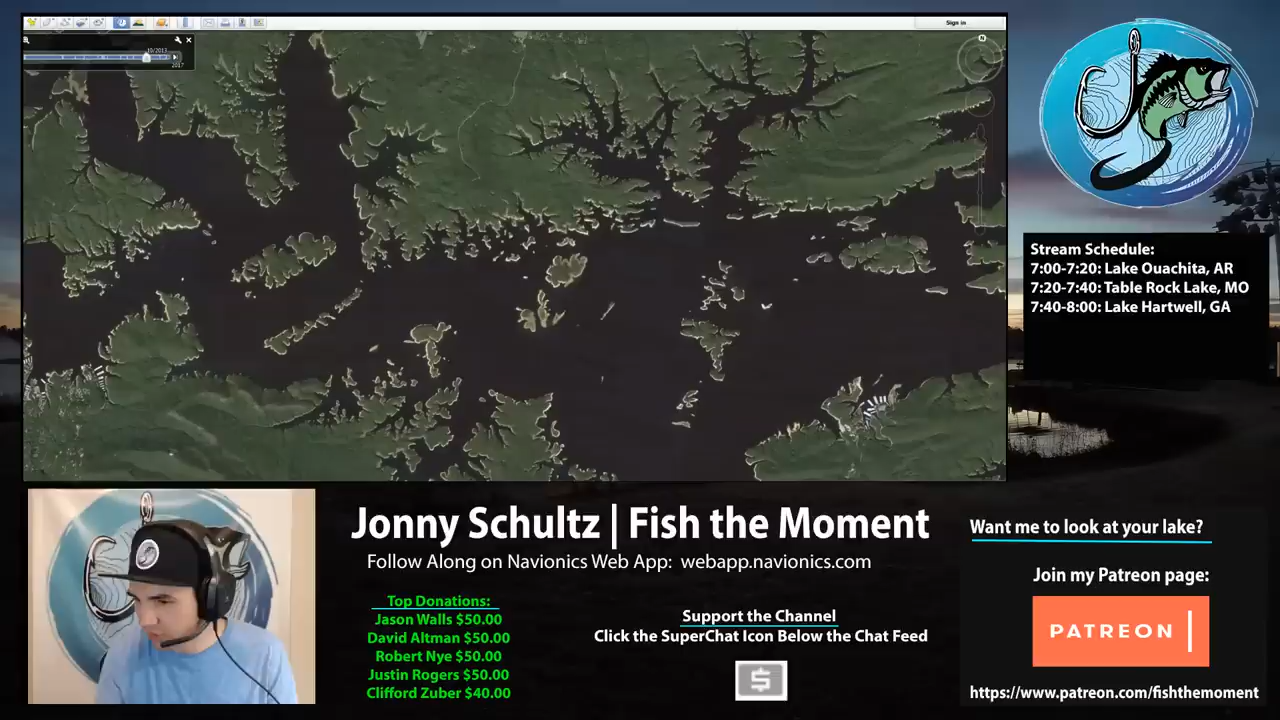 Sign in
10/2013
2017
N
Stream Schedule:
7:00-7:20: Lake Ouachita, AR
7:20-7:40: Table Rock Lake, MO
7:40-8:00: Lake Hartwell, GA
Jonny Schultz | Fish the Moment
Follow Along on Navionics Web App: webapp.navionics.com
Top Donations:
Jason Walls $50.00
David Altman $50.00
Robert Nye $50.00
Justin Rogers $50.00
Clifford Zuber $40.00
Support the Channel
Click the SuperChat Icon Below the Chat Feed
$
Want me to look at your lake?
Join my Patreon page:
PATREON
https://www.patreon.com/fishthemoment